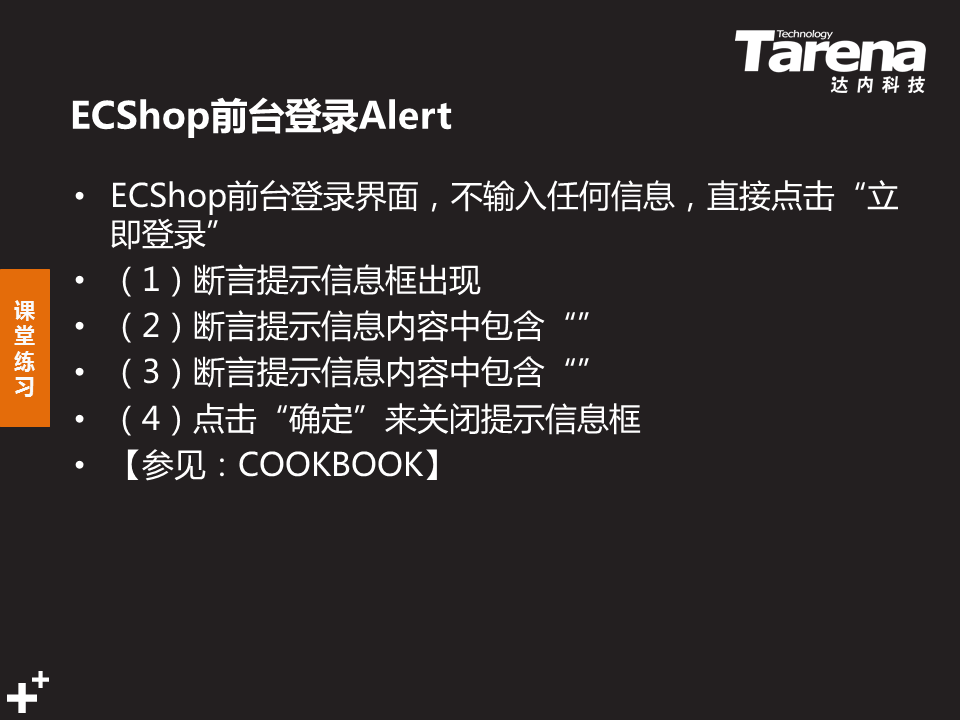 Technology
Tarena
达内科技
ECShop前台登录Alert
• ECShop前台登录界面，不输入任何信息，直接点击“立
即登录”
• （1）断言提示信息框出现
• （2）断言提示信息内容中包含“”
• （3）断言提示信息内容中包含“”
• （4）点击“确定”来关闭提示信息框
• 【参见：COOKBOOK】
课
堂
练
习